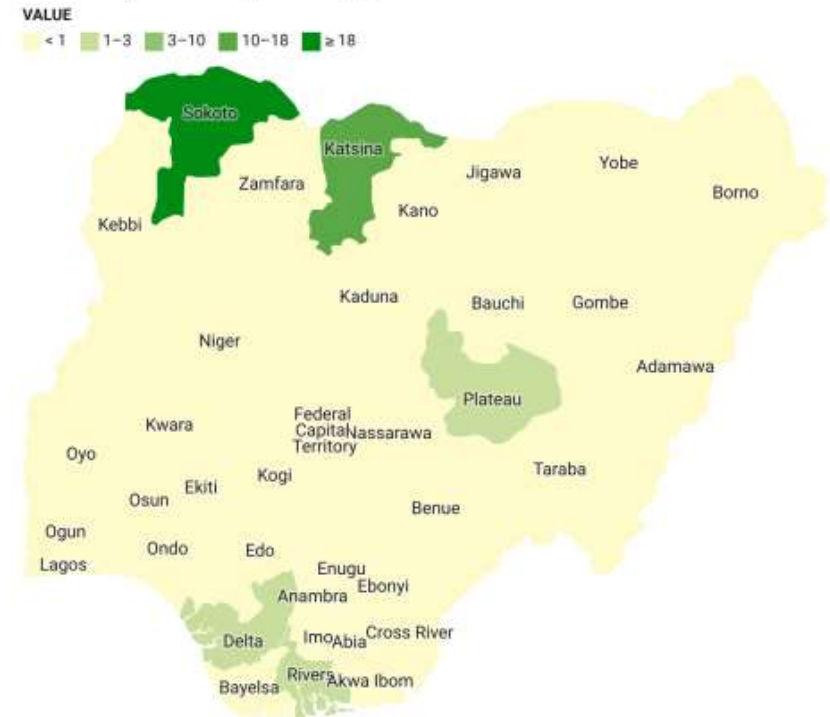 VALUE
< 1 1–3 3–10 10–18 ≥ 18
Sokoto
Katsina
Zamfara
Jigawa
Yobe
Borno
Kebbi
Kano
Kaduna
Bauchi
Gombe
Niger
Adamawa
Plateau
Federal
Capital
Territory
Nassarawa
Kwara
Oyo
Taraba
Kogi
Ekiti
Osun
Benue
Ogun
Ondo
Edo
Lagos
Enugu
Ebonyi
Anambra
Delta
Imo
Abia
Cross River
Rivers
Akwa Ibom
Bayelsa